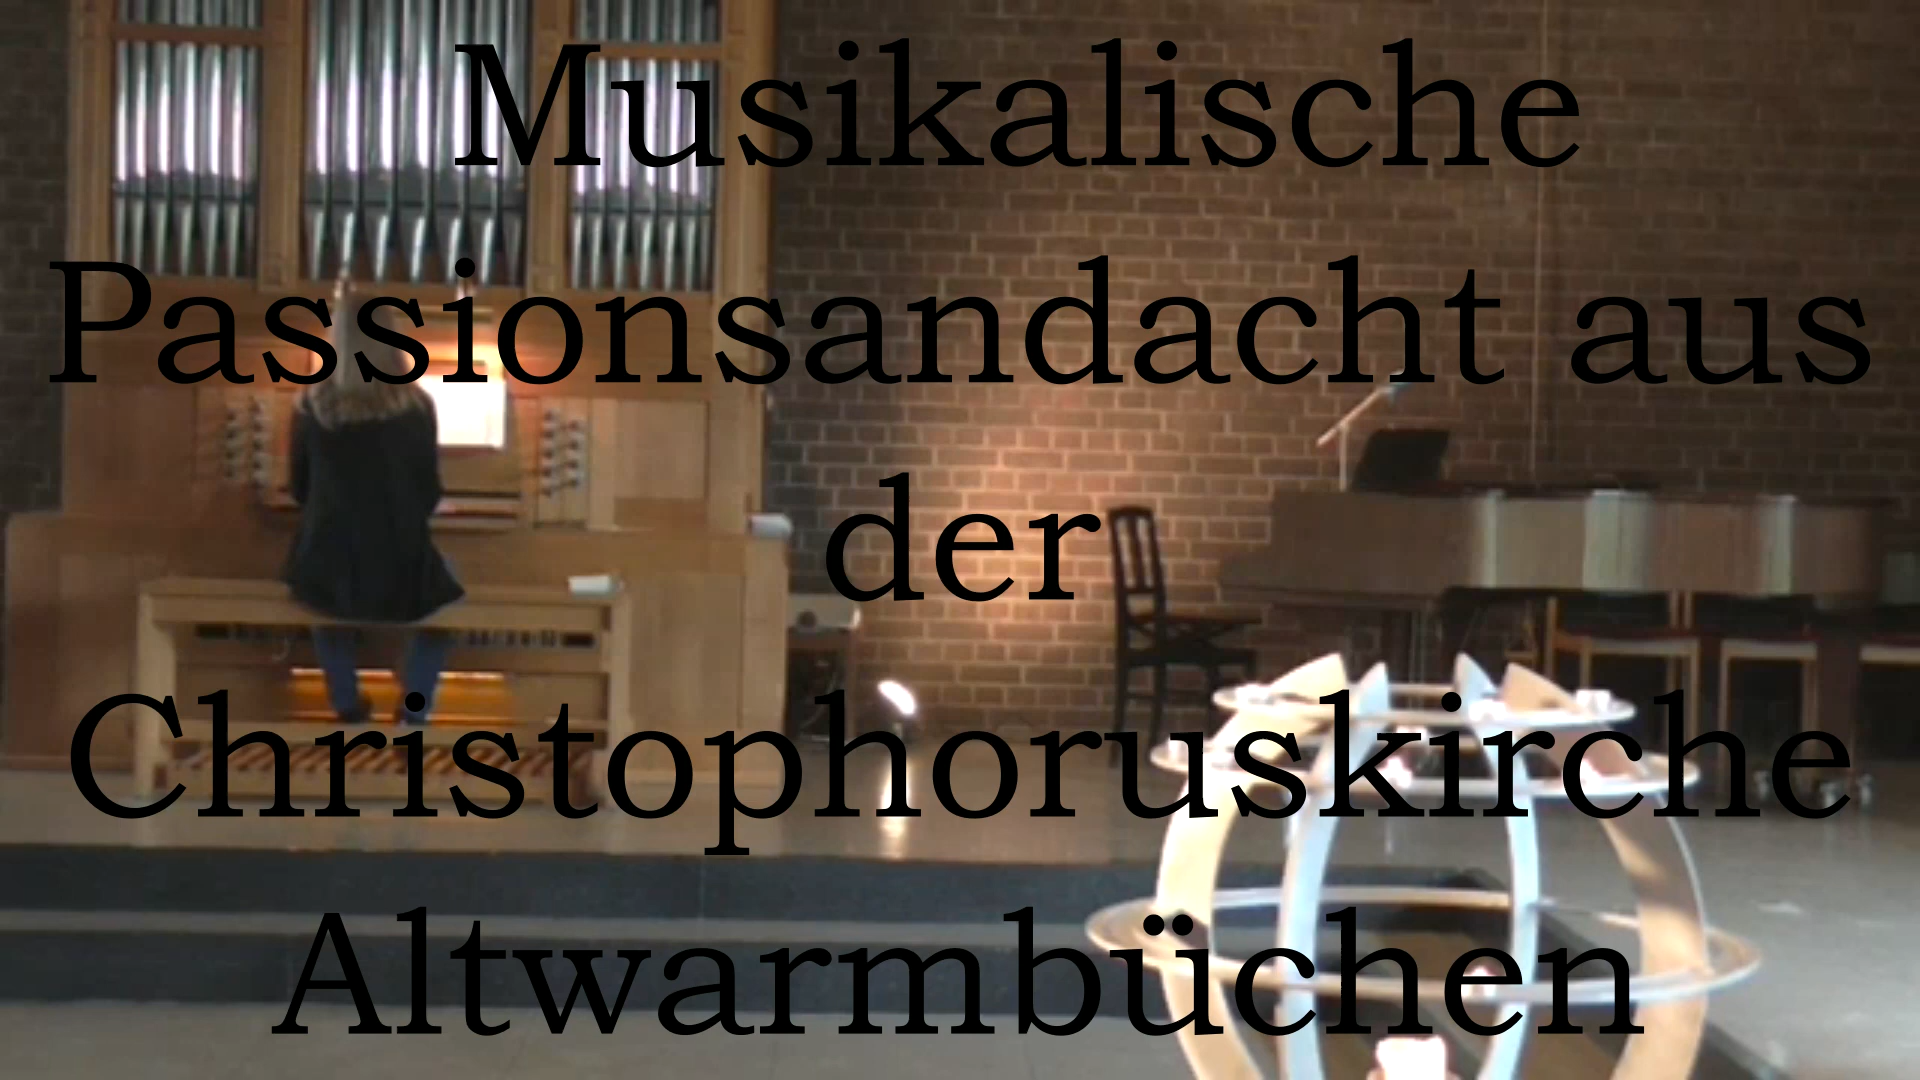 Musikalische
Passionsandacht aus
der
Christophoruskirche
Altwarmbüchen